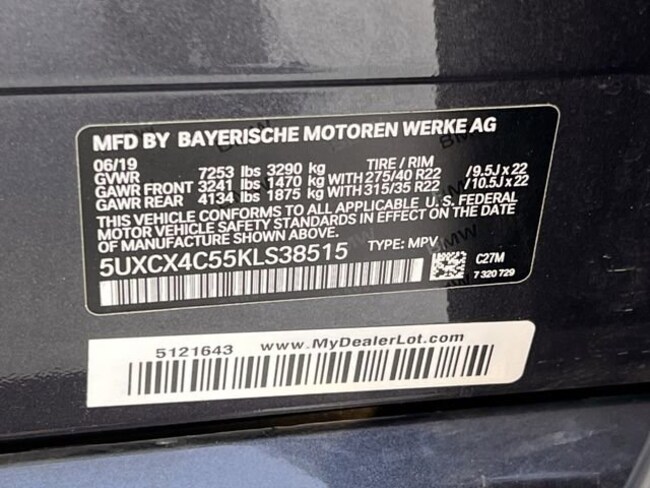 MFD BY BAYERISCHE MOTOREN WERKE AG
06/19 TIRE / RIM
GVWR 7253 lbs 3290 kg
GAWR FRONT 3241 lbs 1470 kg WITH 275/40 R22 /9.5J x 22
GAWR REAR 4134 lbs 1875 kg WITH 315/35 R22 /10.5J x 22
THIS VEHICLE CONFORMS TO ALL APPLICABLE U. S. FEDERAL
MOTOR VEHICLE SAFETY STANDARDS IN EFFECT ON THE DATE
OF MANUFACTURE SHOWN ABOVE.
5UXCX4C55KLS38515 TYPE: MPV
C27M
7 320 729
BMW
5121643 www.MyDealerLot.com